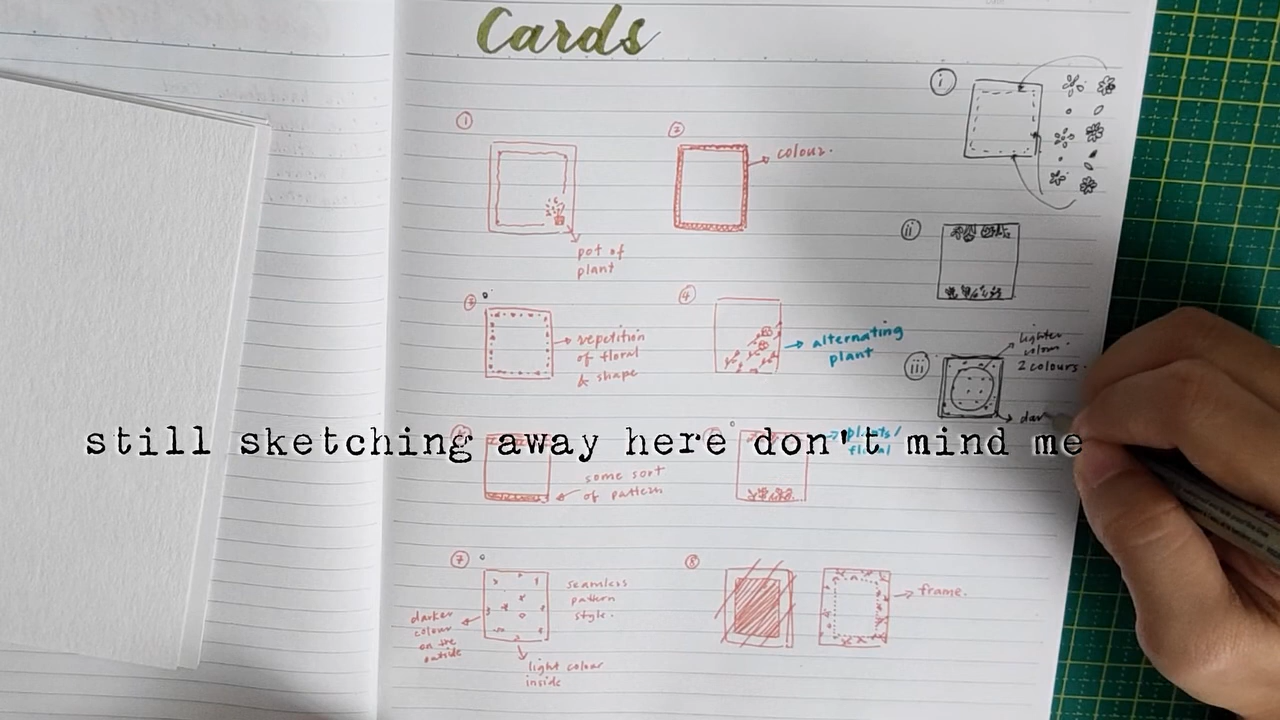 Cards
i
1
2
colour.
pot of
plant
ii
3
4
repetition
of floral
& shape
alternating
plant
iii
lighter
colour.
2 colours.
still sketching away here don't mind me
some sort
of pattern
7
8
seamless
pattern
style.
darker
colour
on the
outside
light colour
inside
frame.